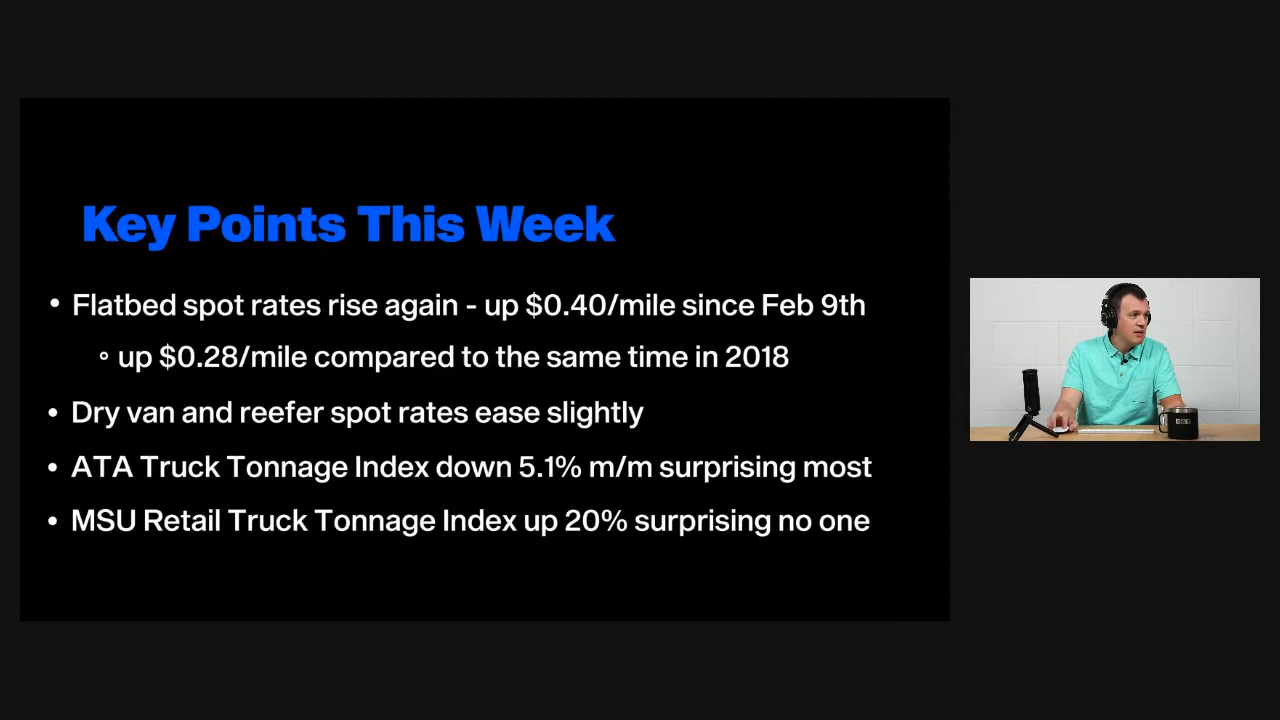 Key Points This Week
• Flatbed spot rates rise again - up $0.40/mile since Feb 9th
◦ up $0.28/mile compared to the same time in 2018
• Dry van and reefer spot rates ease slightly
• ATA Truck Tonnage Index down 5.1% m/m surprising most
• MSU Retail Truck Tonnage Index up 20% surprising no one